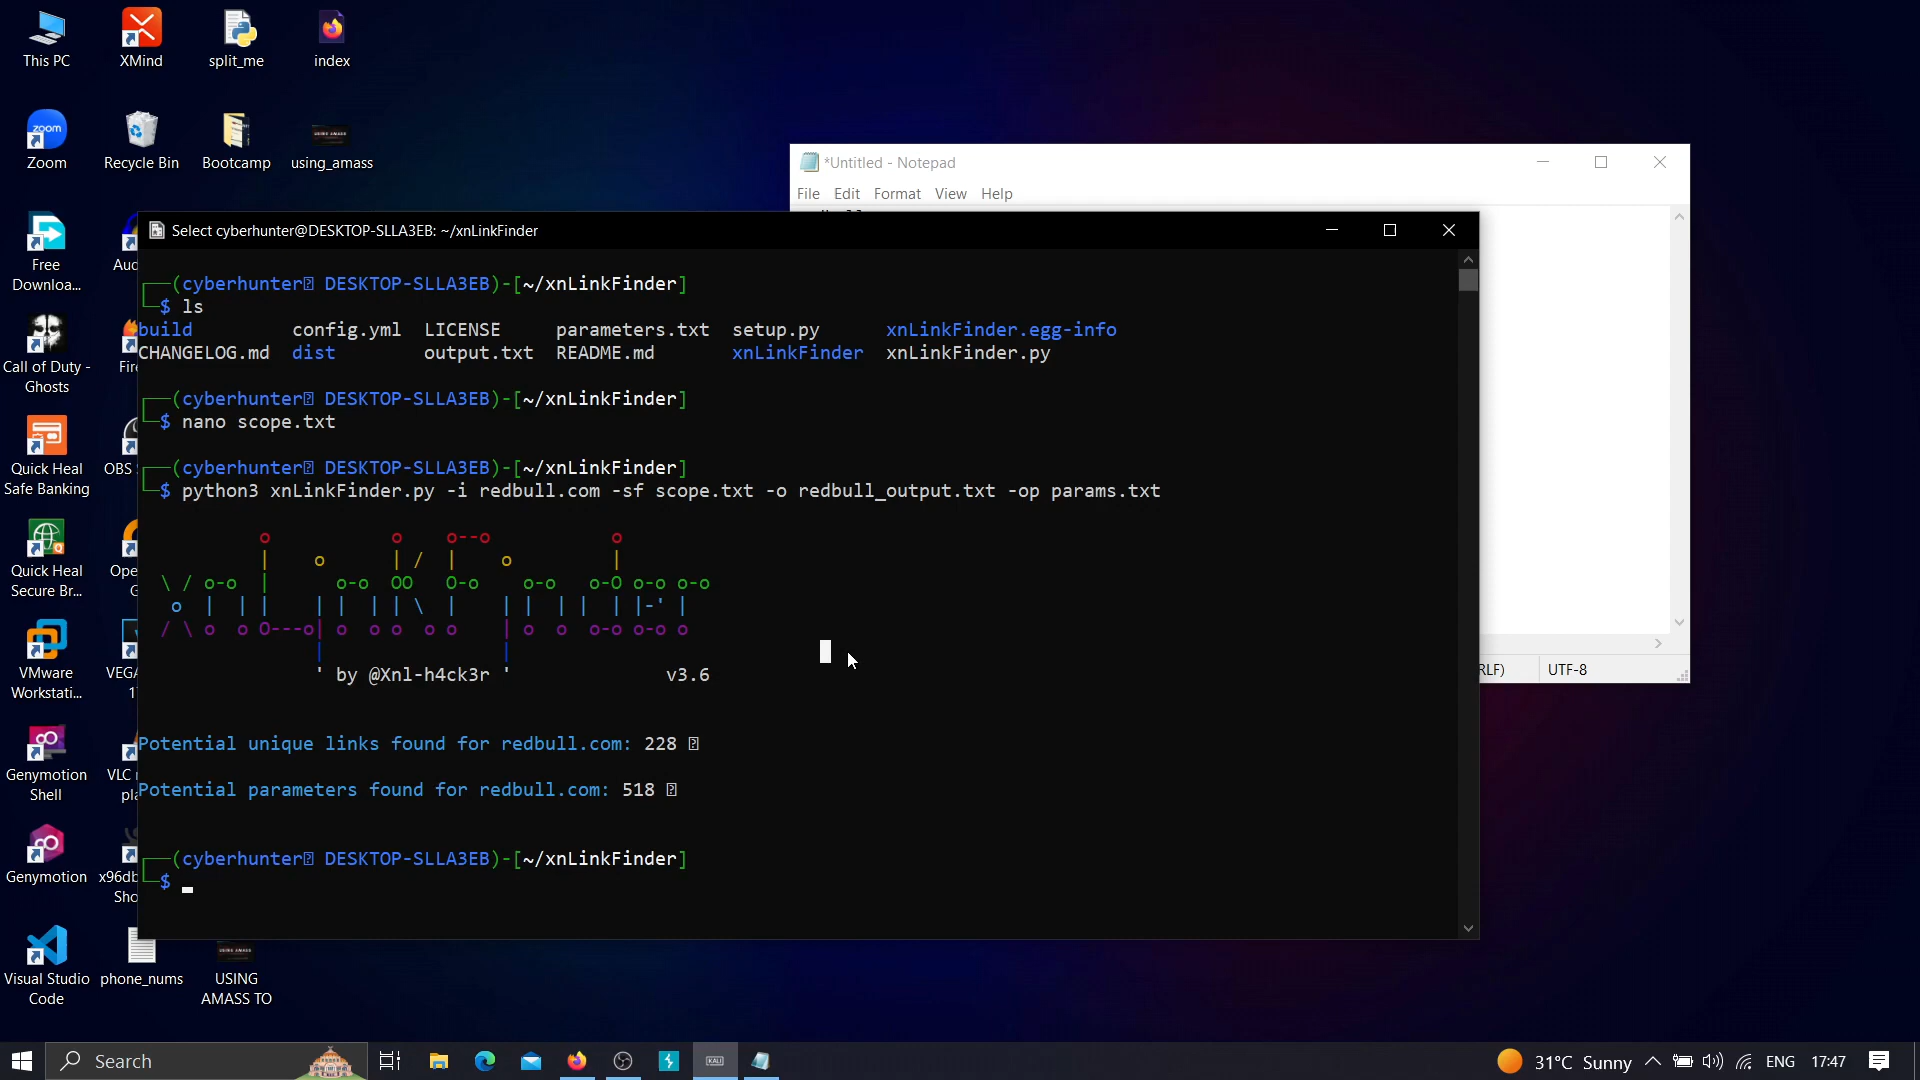 This PC
XMind
split_me
index
Zoom
zoom
Recycle Bin
Bootcamp
using_amass
Free
Downloa...
Call of Duty -
Ghosts
Quick Heal
Safe Banking
Quick Heal
Secure Br...
VMware
Workstati...
Genymotion
Shell
Genymotion
Visual Studio
Code
phone_nums
USING
AMASS TO
*Untitled - Notepad
File Edit Format View Help
RLF) UTF-8
Select cyberhunter@DESKTOP-SLLA3EB: ~/xnLinkFinder
(cyberhunter DESKTOP-SLLA3EB)-[~/xnLinkFinder]
$ ls
build config.yml LICENSE parameters.txt setup.py xnLinkFinder.egg-info
CHANGELOG.md dist output.txt README.md xnLinkFinder xnLinkFinder.py
(cyberhunter DESKTOP-SLLA3EB)-[~/xnLinkFinder]
$ nano scope.txt
(cyberhunter DESKTOP-SLLA3EB)-[~/xnLinkFinder]
$ python3 xnLinkFinder.py -i redbull.com -sf scope.txt -o redbull_output.txt -op params.txt
' by @Xnl-h4ck3r ' v3.6
Potential unique links found for redbull.com: 228
Potential parameters found for redbull.com: 518
(cyberhunter DESKTOP-SLLA3EB)-[~/xnLinkFinder]
$
Search
KALI
31°C Sunny
ENG
17:47